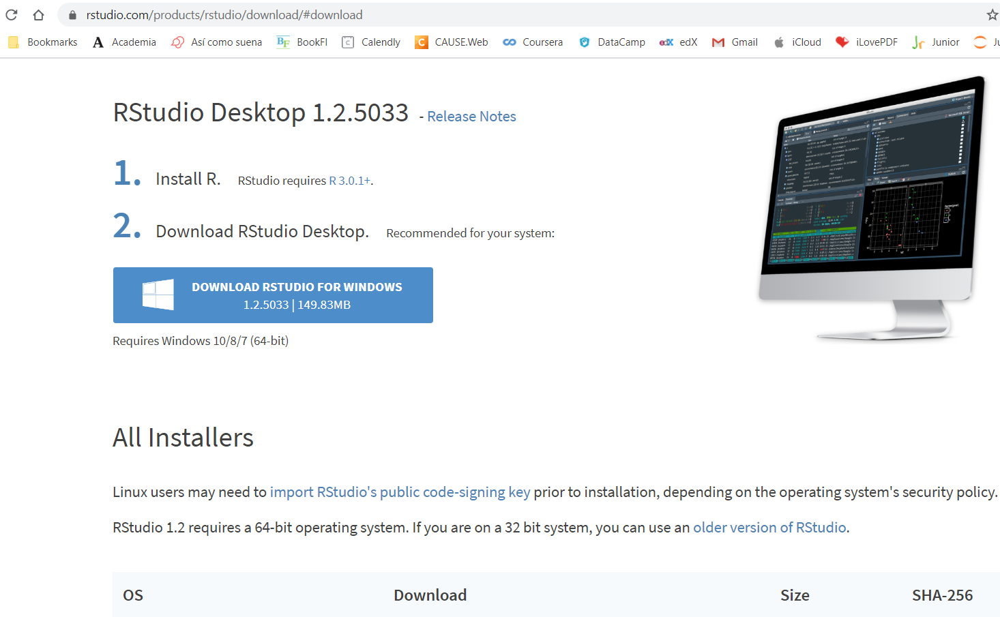 rstudio.com/products/rstudio/download/#download
Bookmarks Academia Así como suena BookFI Calendly CAUSE.Web Coursera DataCamp edX Gmail iCloud iLovePDF Junior
RStudio Desktop 1.2.5033 - Release Notes
1. Install R. RStudio requires R 3.0.1+.
2. Download RStudio Desktop. Recommended for your system:
DOWNLOAD RSTUDIO FOR WINDOWS
1.2.5033 | 149.83MB
Requires Windows 10/8/7 (64-bit)
All Installers
Linux users may need to import RStudio's public code-signing key prior to installation, depending on the operating system's security policy.
RStudio 1.2 requires a 64-bit operating system. If you are on a 32 bit system, you can use an older version of RStudio.
OS Download Size SHA-256